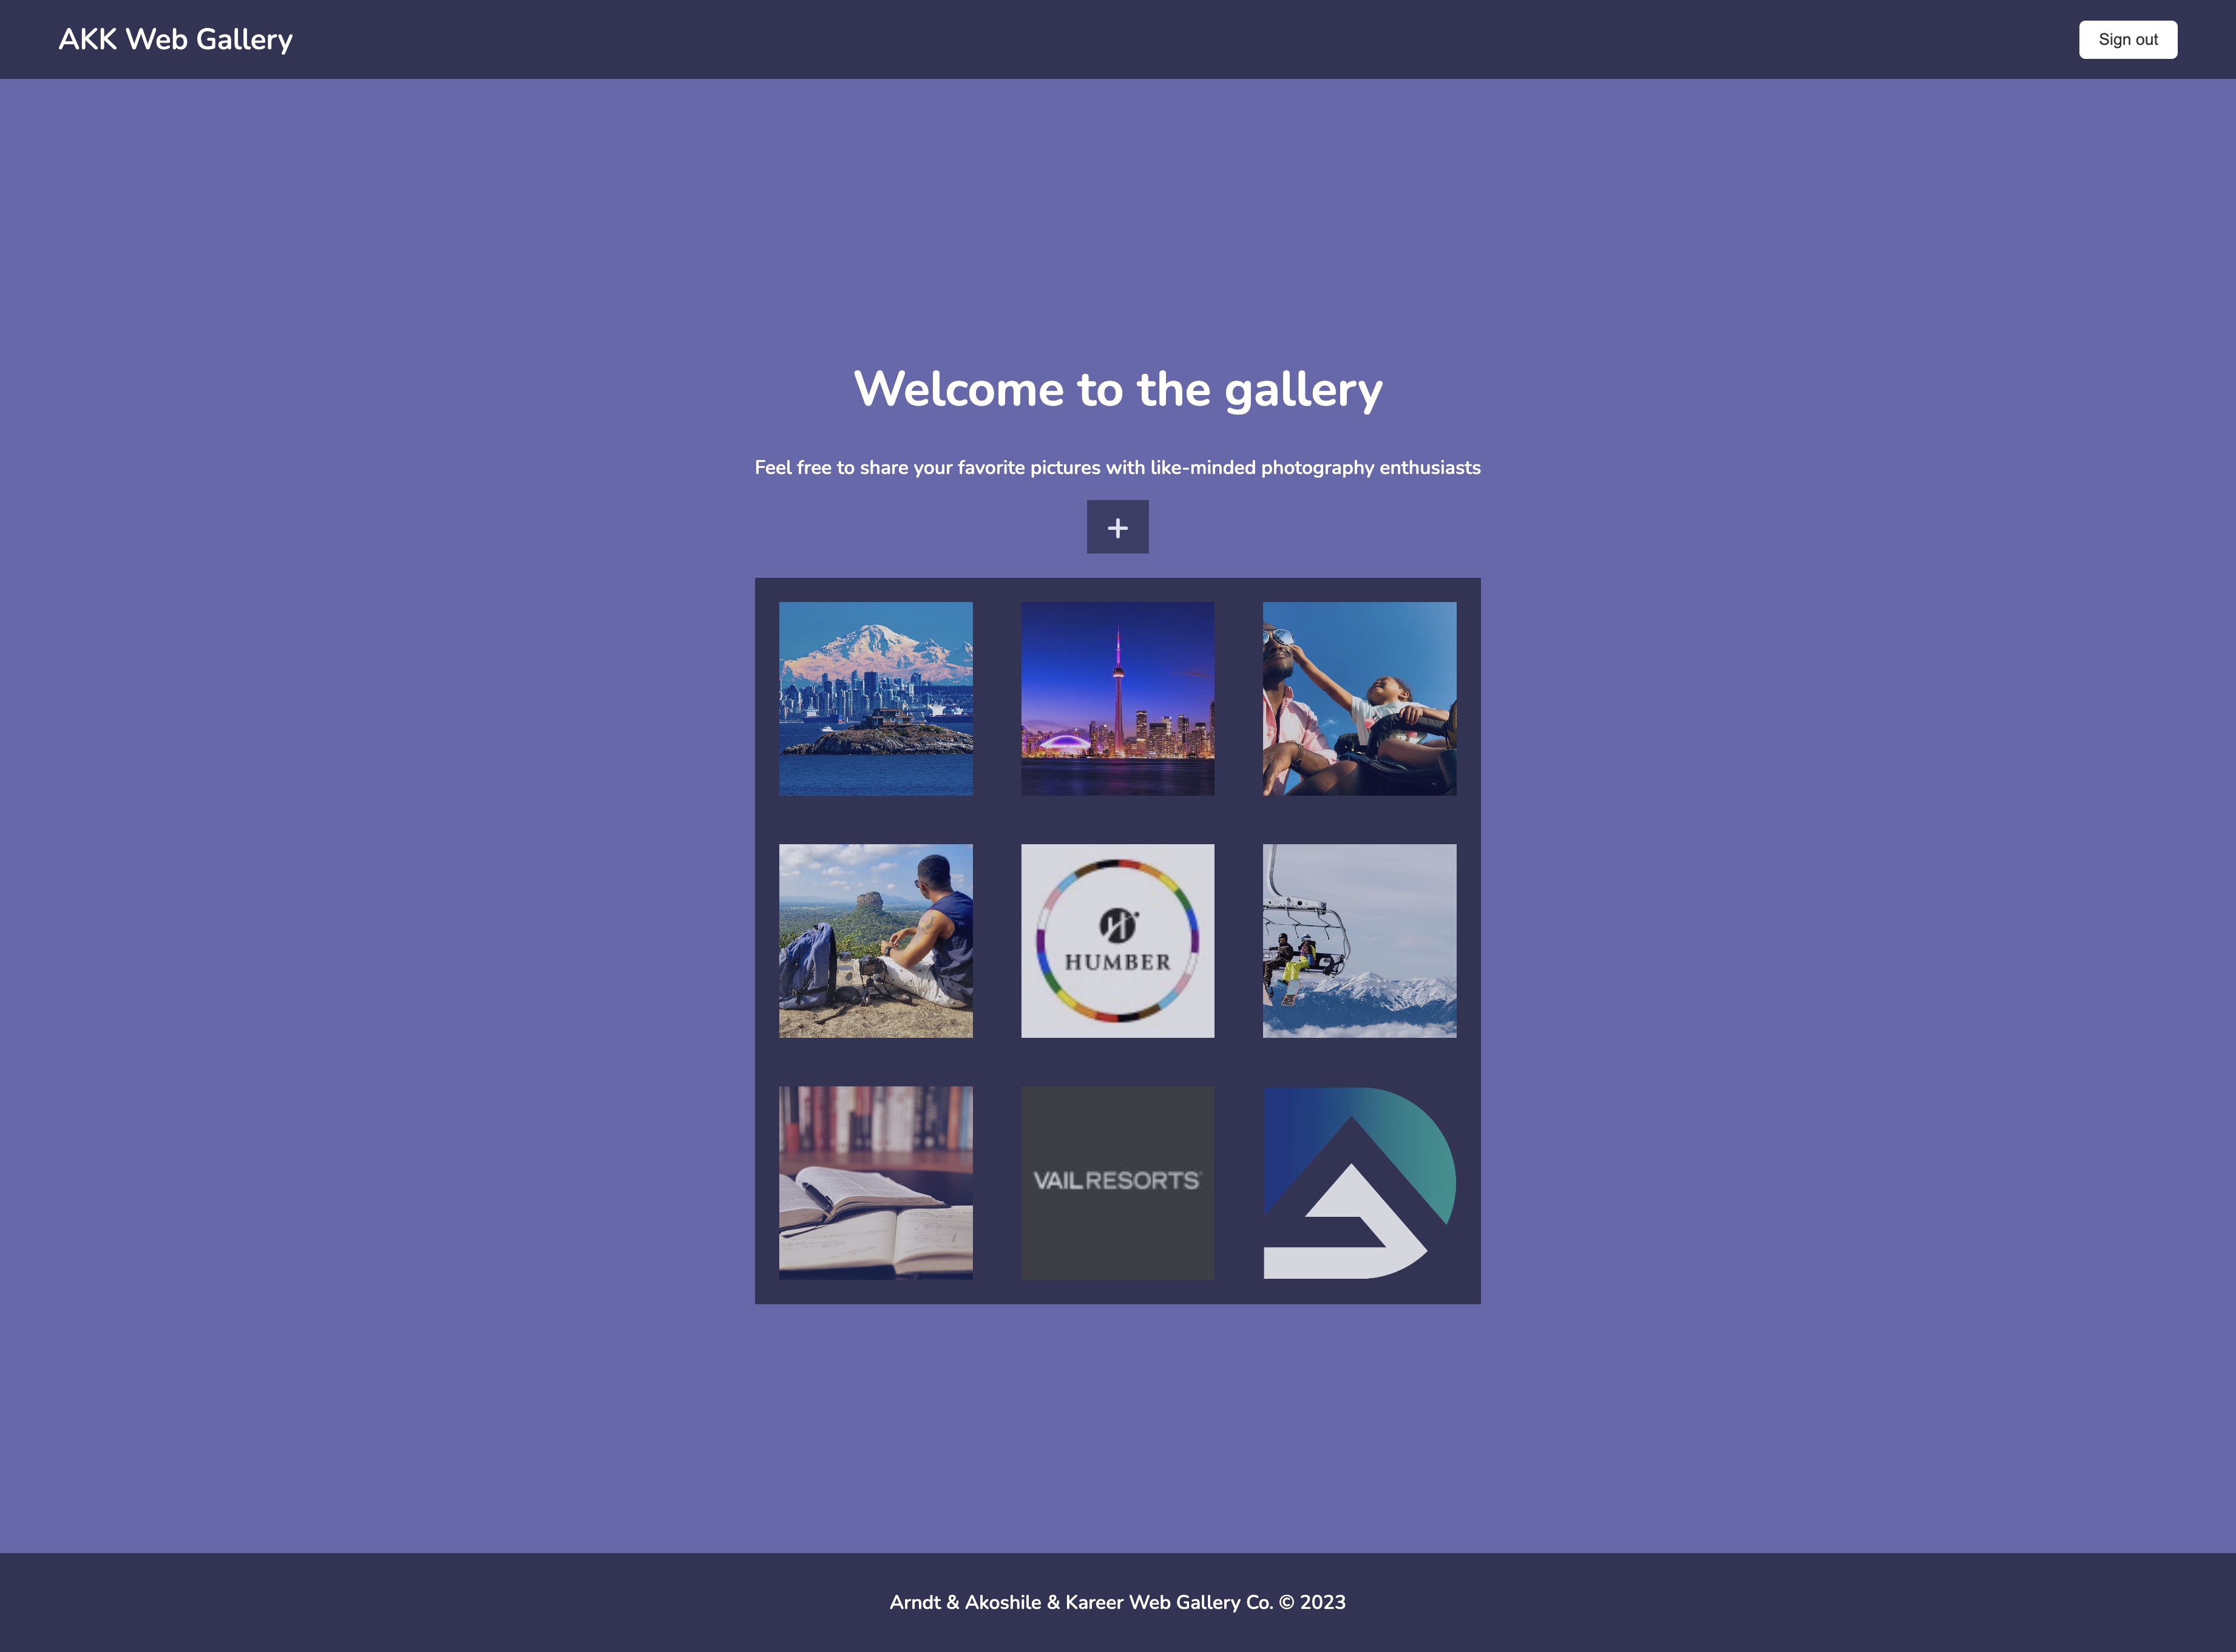 AKK Web Gallery
Sign out
Welcome to the gallery
Feel free to share your favorite pictures with like-minded photography enthusiasts
+
HUMBER
VAILRESORTS
Arndt & Akoshile & Kareer Web Gallery Co. © 2023